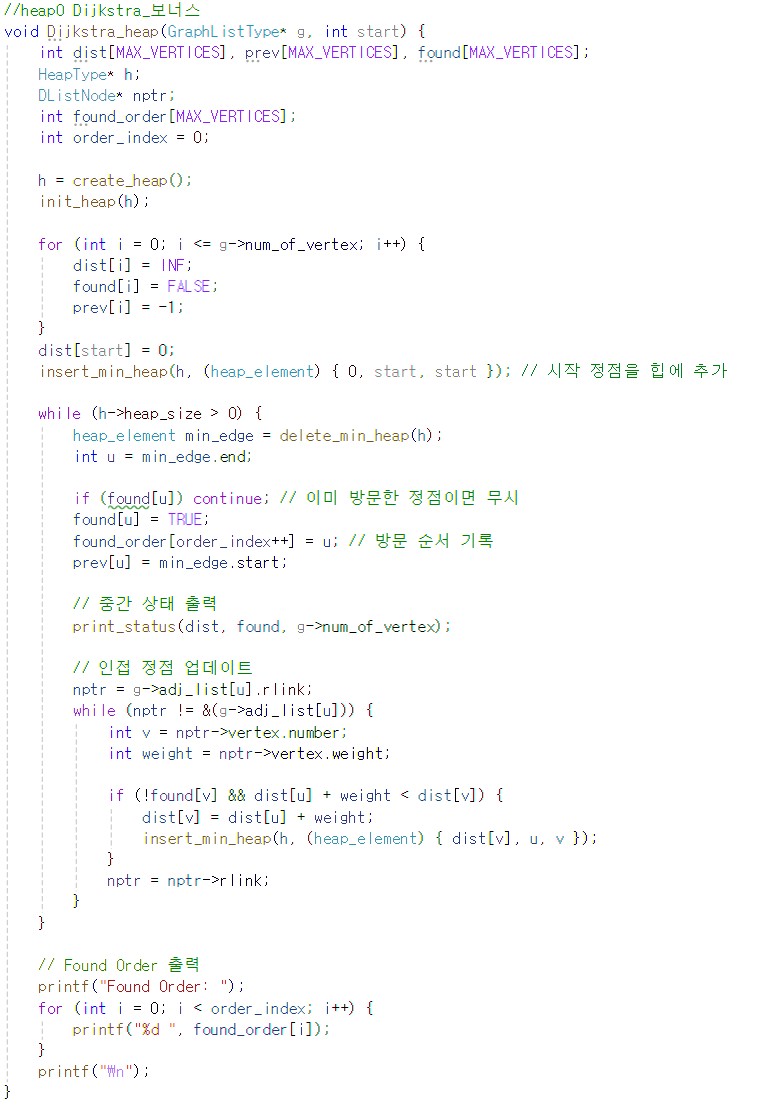 //heapO Dijkstra_보너스
void Dijkstra_heap(GraphListType* g, int start) {
int dist[MAX_VERTICES], prev[MAX_VERTICES], found[MAX_VERTICES];
HeapType* h;
DListNode* nptr;
int found_order[MAX_VERTICES];
int order_index = 0;
h = create_heap();
init_heap(h);
for (int i = 0; i <= g->num_of_vertex; i++) {
dist[i] = INF;
found[i] = FALSE;
prev[i] = -1;
}
dist[start] = 0;
insert_min_heap(h, (heap_element) { 0, start, start }); // 시작 정점을 힙에 추가
while (h->heap_size > 0) {
heap_element min_edge = delete_min_heap(h);
int u = min_edge.end;
if (found[u]) continue; // 이미 방문한 정점이면 무시
found[u] = TRUE;
found_order[order_index++] = u; // 방문 순서 기록
prev[u] = min_edge.start;
// 중간 상태 출력
print_status(dist, found, g->num_of_vertex);
// 인접 정점 업데이트
nptr = g->adj_list[u].rlink;
while (nptr != &(g->adj_list[u])) {
int v = nptr->vertex.number;
int weight = nptr->vertex.weight;
if (!found[v] && dist[u] + weight < dist[v]) {
dist[v] = dist[u] + weight;
insert_min_heap(h, (heap_element) { dist[v], u, v });
}
nptr = nptr->rlink;
}
}
// Found Order 출력
printf("Found Order: ");
for (int i = 0; i < order_index; i++) {
printf("%d ", found_order[i]);
}
printf("₩n");
}